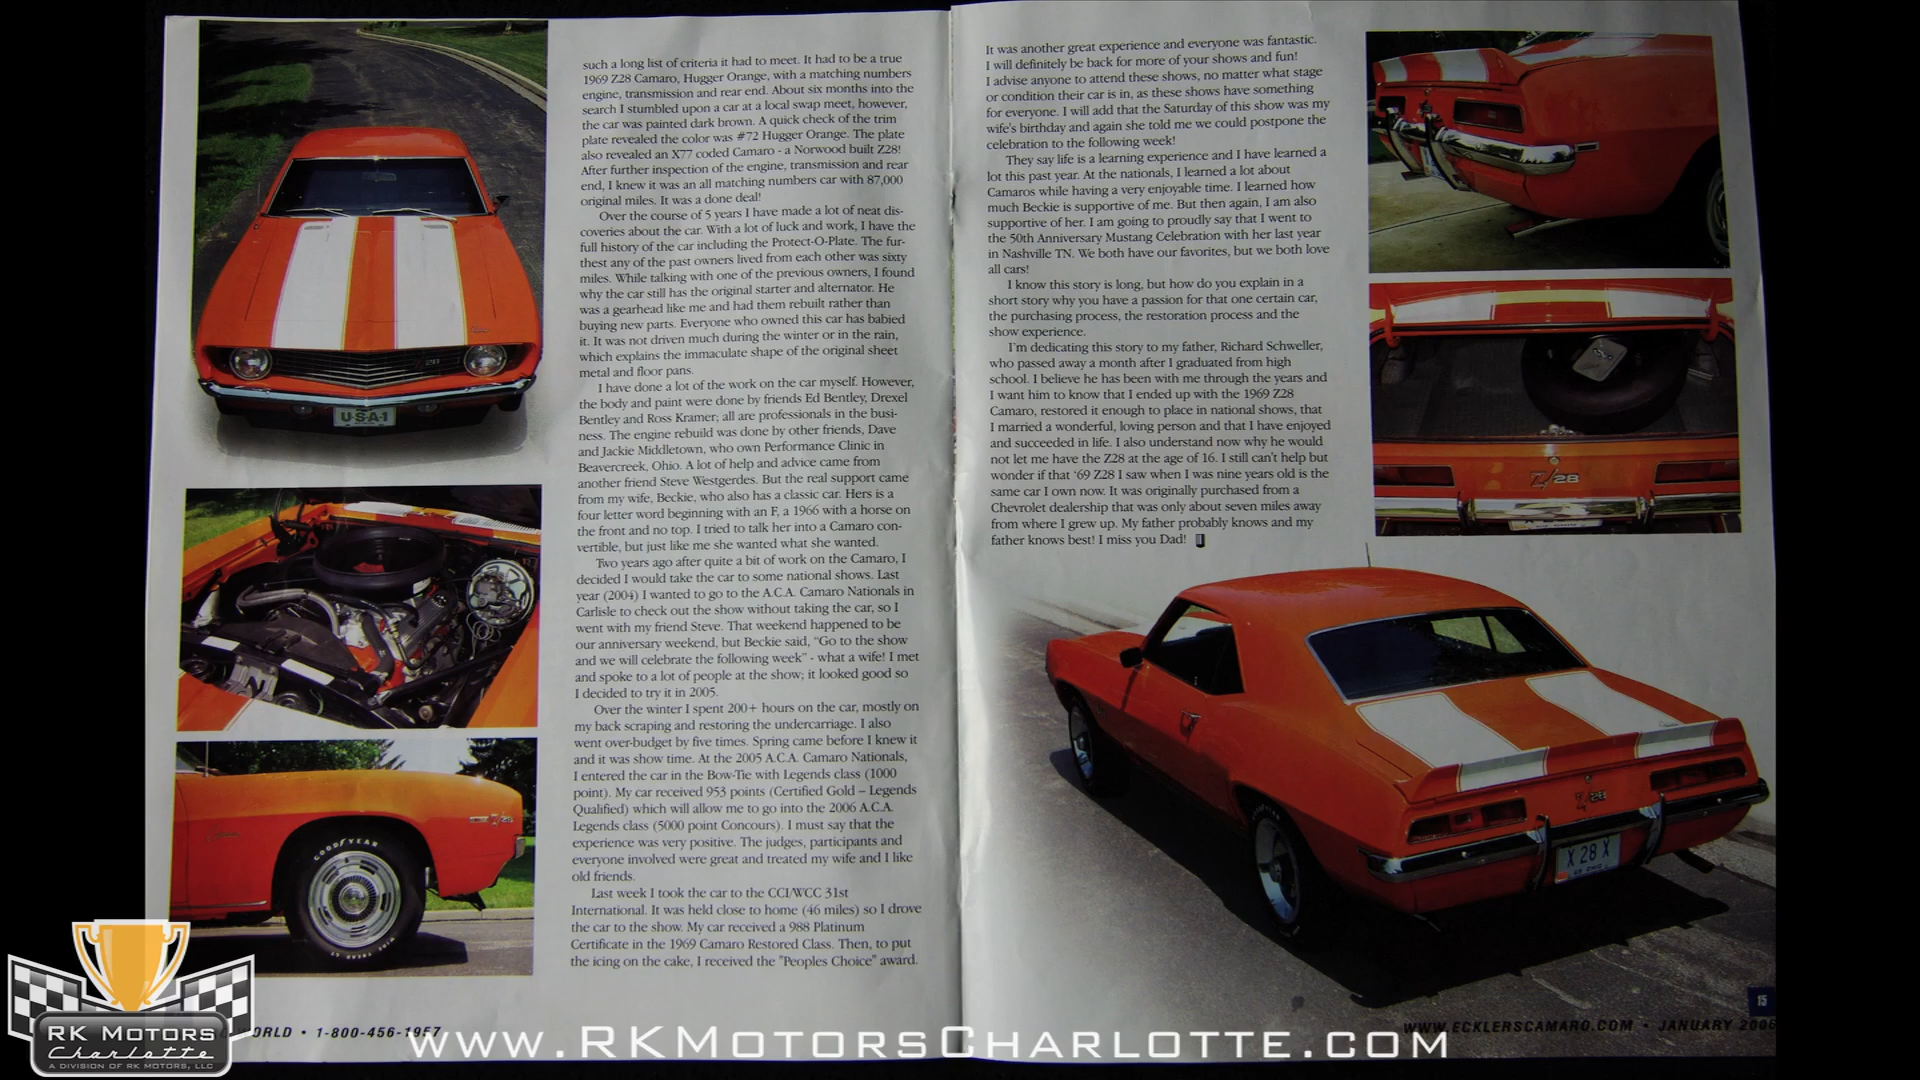 such a long list of criteria it had to meet. It had to be a true
1969 Z28 Camaro, Hugger Orange, with a matching numbers
engine, transmission and rear end. About six months into the
search I stumbled upon a car at a local swap meet, however,
the car was painted dark brown. A quick check of the trim
plate revealed the color was #72 Hugger Orange. The plate
also revealed an X77 coded Camaro - a Norwood built Z28!
After further inspection of the engine, transmission and rear
end, I knew it was an all matching numbers car with 87,000
original miles. It was a done deal!
Over the course of 5 years I have made a lot of neat dis-
coveries about the car. With a lot of luck and work, I have the
full history of the car including the Protect-O-Plate. The fur-
thest any of the past owners lived from each other was sixty
miles. While talking with one of the previous owners, I found
why the car still has the original starter and alternator. He
was a gearhead like me and had them rebuilt rather than
buying new parts. Everyone who owned this car has babied
it. It was not driven much during the winter or in the rain,
which explains the immaculate shape of the original sheet
metal and floor pans.
I have done a lot of the work on the car myself. However,
the body and paint were done by friends Ed Bentley, Drexel
Bentley and Ross Kramer; all are professionals in the busi-
ness. The engine rebuild was done by other friends, Dave
and Jackie Middletown, who own Performance Clinic in
Beavercreek, Ohio. A lot of help and advice came from
another friend Steve Westgerdes. But the real support came
from my wife, Beckie, who also has a classic car. Hers is a
four letter word beginning with an F, a 1966 with a horse on
the front and no top. I tried to talk her into a Camaro con-
vertible, but just like me she wanted what she wanted.
Two years ago after quite a bit of work on the Camaro, I
decided I would take the car to some national shows. Last
year (2004) I wanted to go to the A.C.A. Camaro Nationals in
Carlisle to check out the show without taking the car, so I
went with my friend Steve. That weekend happened to be
our anniversary weekend, but Beckie said, "Go to the show
and we will celebrate the following week" - what a wife! I met
and spoke to a lot of people at the show; it looked good so
I decided to try it in 2005.
Over the winter I spent 200+ hours on the car, mostly on
my back scraping and restoring the undercarriage. I also
went over-budget by five times. Spring came before I knew it
and it was show time. At the 2005 A.C.A. Camaro Nationals,
I entered the car in the Bow-Tie with Legends class (1000
point). My car received 953 points (Certified Gold – Legends
Qualified) which will allow me to go into the 2006 A.C.A.
Legends class (5000 point Concours). I must say that the
experience was very positive. The judges, participants and
everyone involved were great and treated my wife and I like
old friends.
Last week I took the car to the CCI/WCC 31st
International. It was held close to home (46 miles) so I drove
the car to the show. My car received a 988 Platinum
Certificate in the 1969 Camaro Restored Class. Then, to put
the icing on the cake, I received the "Peoples Choice" award.
It was another great experience and everyone was fantastic.
I will definitely be back for more of your shows and fun!
I advise anyone to attend these shows, no matter what stage
or condition their car is in, as these shows have something
for everyone. I will add that the Saturday of this show was my
wife's birthday and again she told me we could postpone the
celebration to the following week!
They say life is a learning experience and I have learned a
lot this past year. At the nationals, I learned a lot about
Camaros while having a very enjoyable time. I learned how
much Beckie is supportive of me. But then again, I am also
supportive of her. I am going to proudly say that I went to
the 50th Anniversary Mustang Celebration with her last year
in Nashville TN. We both have our favorites, but we both love
all cars!
I know this story is long, but how do you explain in a
short story why you have a passion for that one certain car,
the purchasing process, the restoration process and the
show experience.
I'm dedicating this story to my father, Richard Schweller,
who passed away a month after I graduated from high
school. I believe he has been with me through the years and
I want him to know that I ended up with the 1969 Z28
Camaro, restored it enough to place in national shows, that
I married a wonderful, loving person and that I have enjoyed
and succeeded in life. I also understand now why he would
not let me have the Z28 at the age of 16. I still can't help but
wonder if that '69 Z28 I saw when I was nine years old is the
same car I own now. It was originally purchased from a
Chevrolet dealership that was only about seven miles away
from where I grew up. My father probably knows and my
father knows best! I miss you Dad!
U·S·A·1
GOODYEAR
Z/28
Z/28
X 28 X
15
ORLD • 1-800-456-1957
WWW.ECKLERSCAMARO.COM • JANUARY 2006
RK MOTORS
Charlotte
A DIVISION OF RK MOTORS, LLC
WWW.RKMOTORSCHARLOTTE.COM